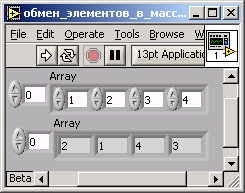 обмен_элементов_в_масс...
File Edit Operate Tools Browse W
13pt Applicatio
1
Array
0 1 2 3 4
Array
0 2 1 4 3
Beta